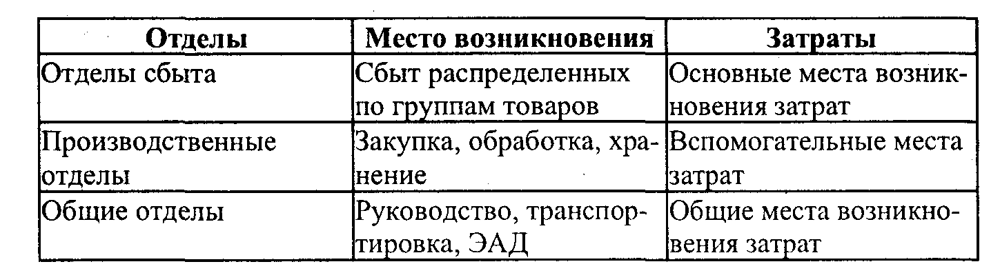 Отделы Место возникновения Затраты
Отделы сбыта Сбыт распределенных Основные места возник-
по группам товаров новения затрат
Производственные Закупка, обработка, хра- Вспомогательные места
отделы нение затрат
Общие отделы Руководство, транспор- Общие места возникно-
тировка, ЭАД вения затрат